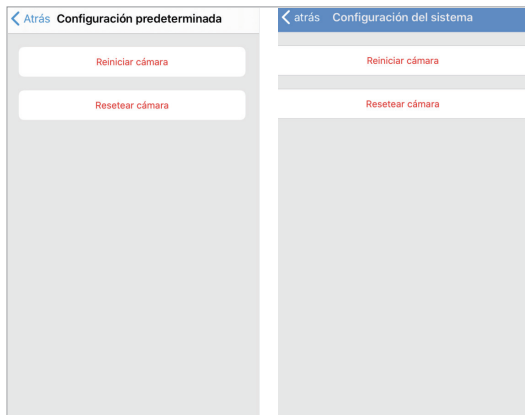 Atrás Configuración predeterminada
Reiniciar cámara
Resetear cámara
atrás Configuración del sistema
Reiniciar cámara
Resetear cámara